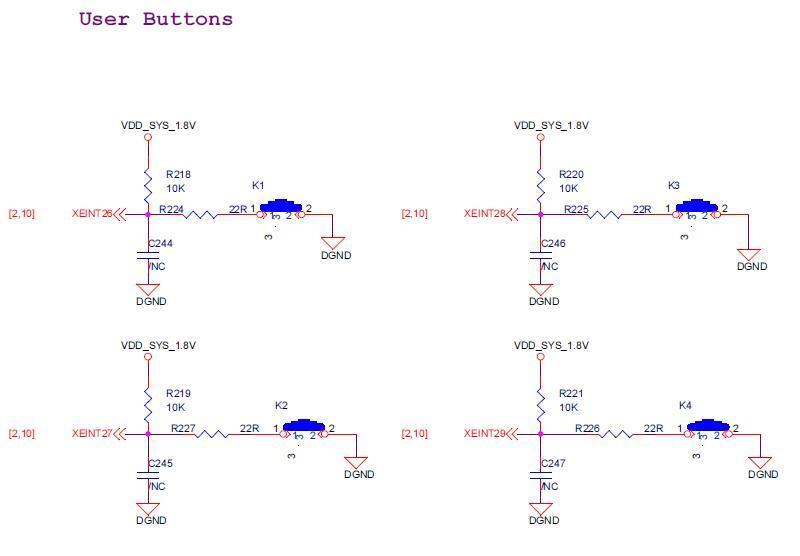 User Buttons
VDD_SYS_1.8V
R218
10K
K1
[2,10]
XEINT26
R224
22R
1
1
3
2
2
3
C244
/NC
DGND
DGND
VDD_SYS_1.8V
R220
10K
K3
[2,10]
XEINT28
R225
22R
1
1
3
2
2
3
C246
/NC
DGND
DGND
VDD_SYS_1.8V
R219
10K
K2
[2,10]
XEINT27
R227
22R
1
1
3
2
2
3
C245
/NC
DGND
DGND
VDD_SYS_1.8V
R221
10K
K4
[2,10]
XEINT29
R226
22R
1
1
3
2
2
3
C247
/NC
DGND
DGND